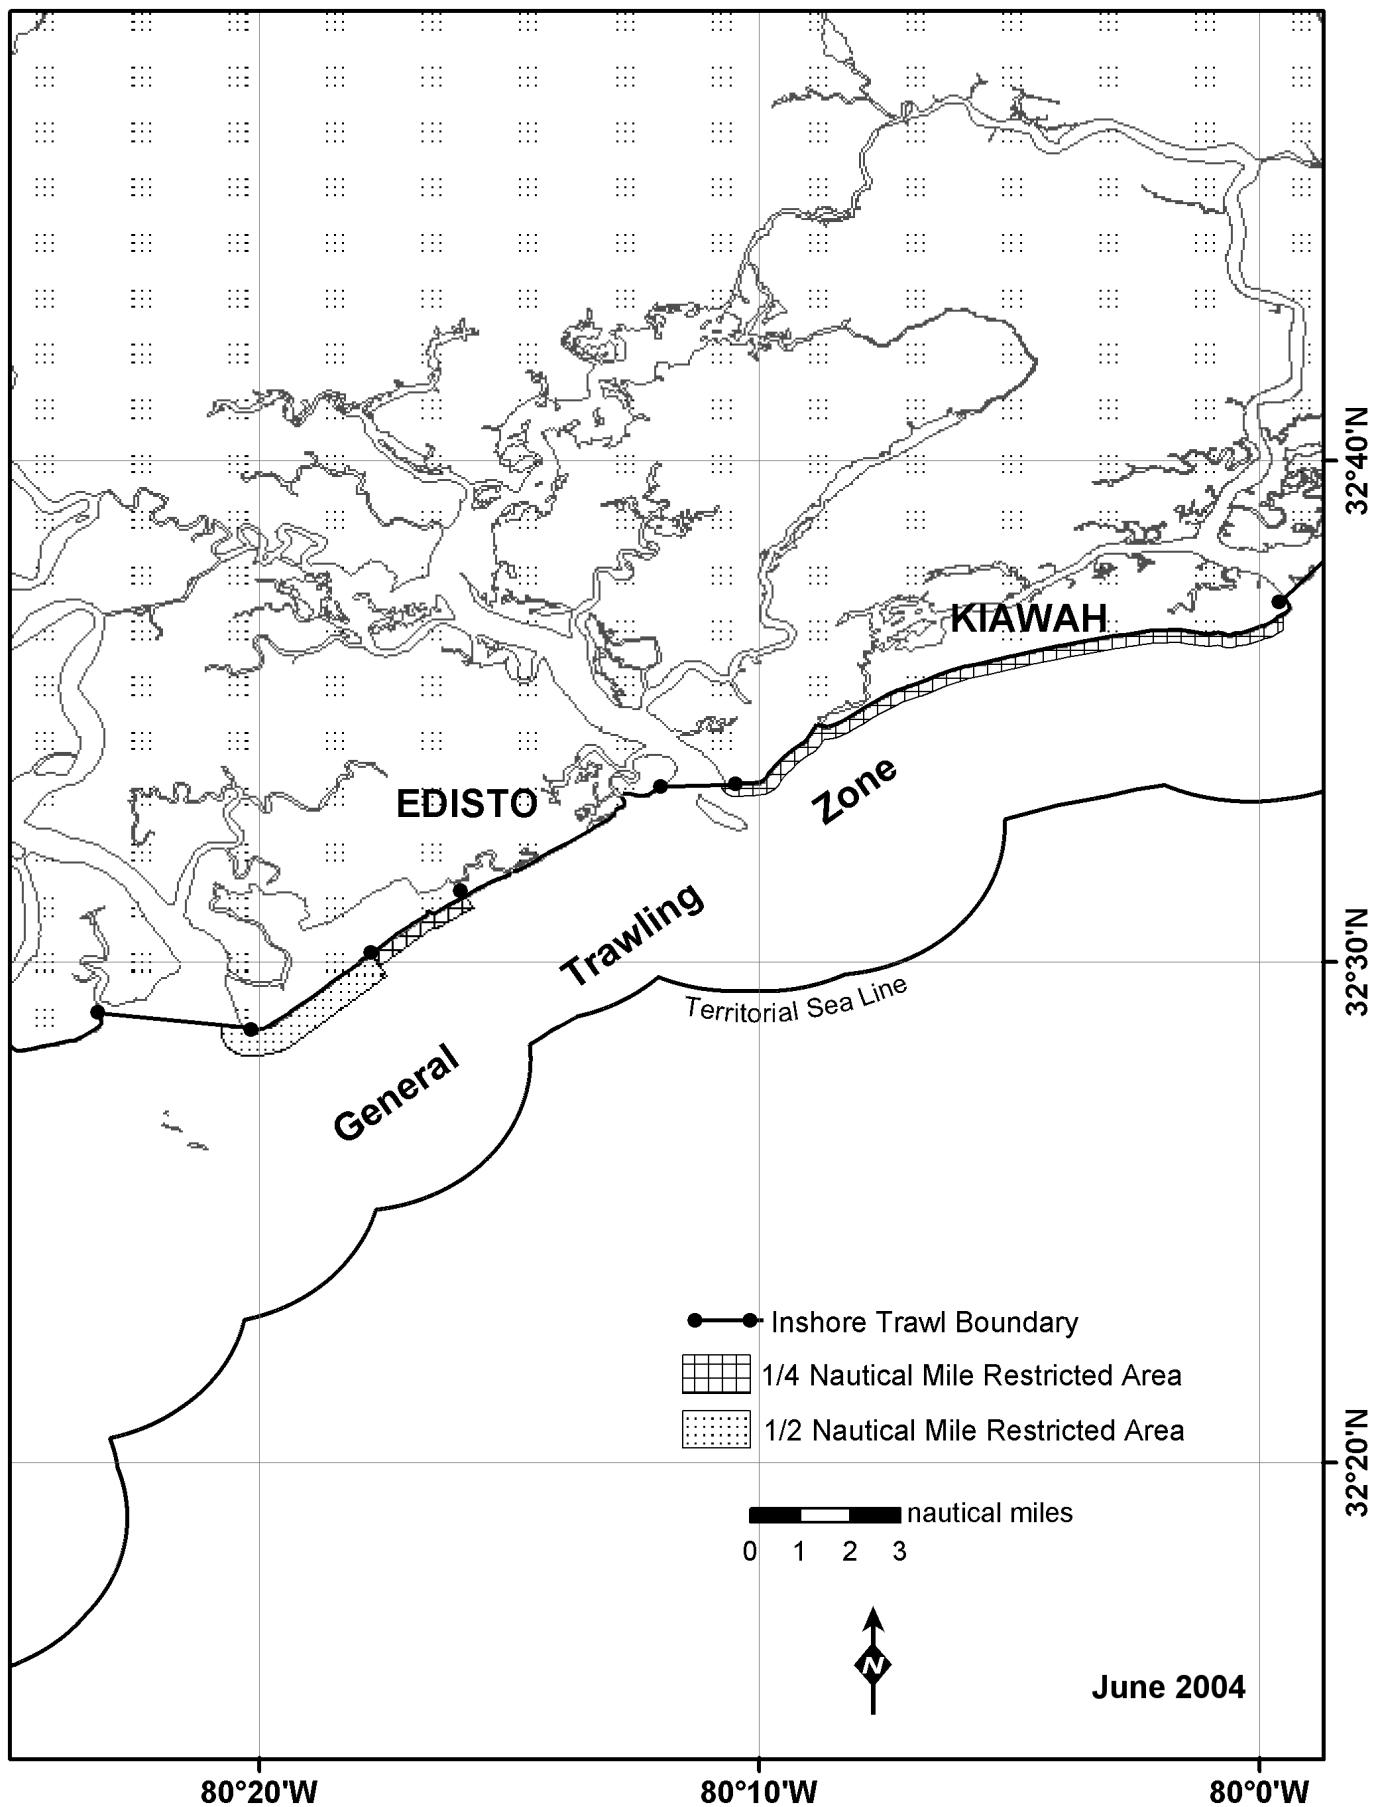 32°40'N
KIAWAH
EDISTO
General Trawling Zone
32°30'N
Territorial Sea Line
Inshore Trawl Boundary
1/4 Nautical Mile Restricted Area
1/2 Nautical Mile Restricted Area
32°20'N
nautical miles
0 1 2 3
N
June 2004
80°20'W 80°10'W 80°0'W